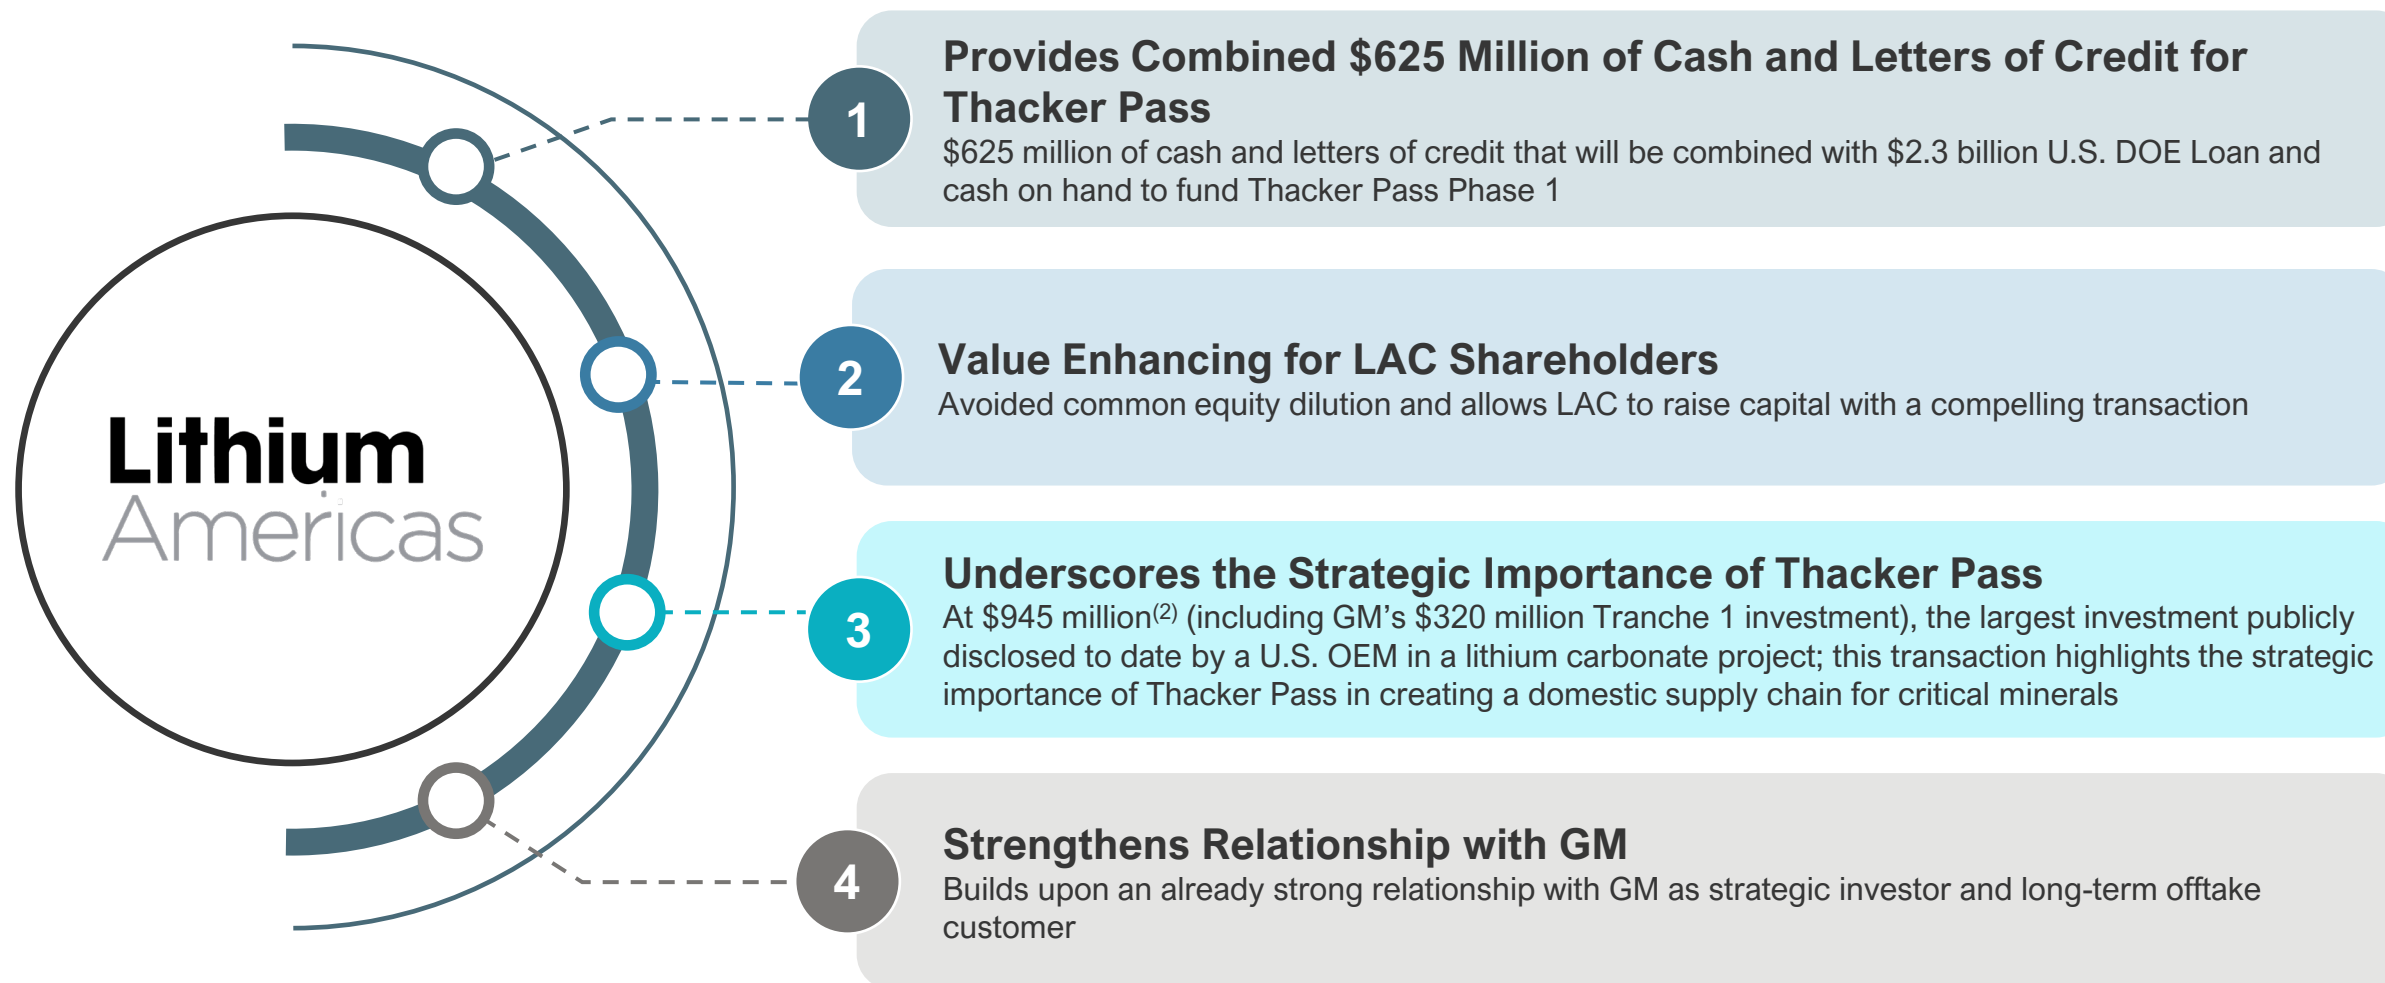 Lithium
Americas
1
Provides Combined $625 Million of Cash and Letters of Credit for
Thacker Pass
$625 million of cash and letters of credit that will be combined with $2.3 billion U.S. DOE Loan and
cash on hand to fund Thacker Pass Phase 1
2
Value Enhancing for LAC Shareholders
Avoided common equity dilution and allows LAC to raise capital with a compelling transaction
3
Underscores the Strategic Importance of Thacker Pass
At $945 million(2) (including GM’s $320 million Tranche 1 investment), the largest investment publicly
disclosed to date by a U.S. OEM in a lithium carbonate project; this transaction highlights the strategic
importance of Thacker Pass in creating a domestic supply chain for critical minerals
4
Strengthens Relationship with GM
Builds upon an already strong relationship with GM as strategic investor and long-term offtake
customer